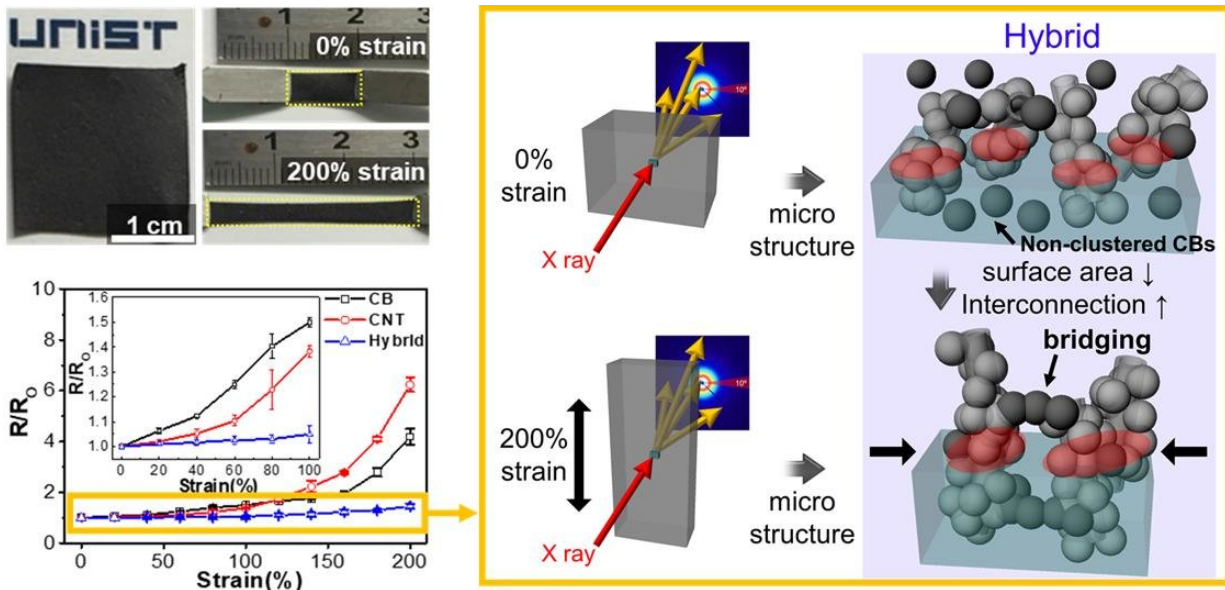 UNIST
1 cm
1 2 3
0% strain
1 2 3
200% strain
10
8
6
4
2
0
R/R₀
0 50 100 150 200
Strain(%)
CB
CNT
Hybrid
1.6
1.5
1.4
1.3
1.2
1.1
1.0
R/R₀
0 20 40 60 80 100
Strain(%)
0%
strain
X ray
10°
micro
structure
200%
strain
X ray
10°
micro
structure
Hybrid
Non-clustered CBs
surface area ↓
Interconnection ↑
bridging